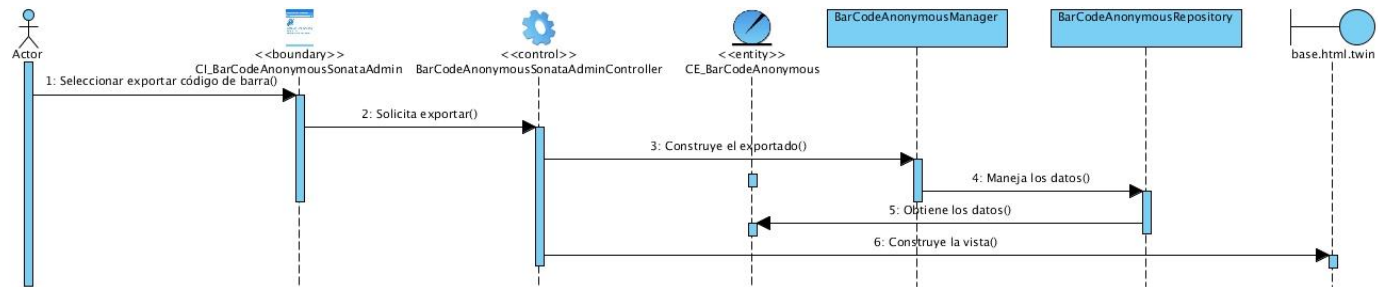 BarCodeAnonymousManager
BarCodeAnonymousRepository
Actor
<<boundary>>
CI_BarCodeAnonymousSonataAdmin
<<control>>
BarCodeAnonymousSonataAdminController
<<entity>>
CE_BarCodeAnonymous
base.html.twin
1: Seleccionar exportar código de barra()
2: Solicita exportar()
3: Construye el exportado()
4: Maneja los datos()
5: Obtiene los datos()
6: Construye la vista()